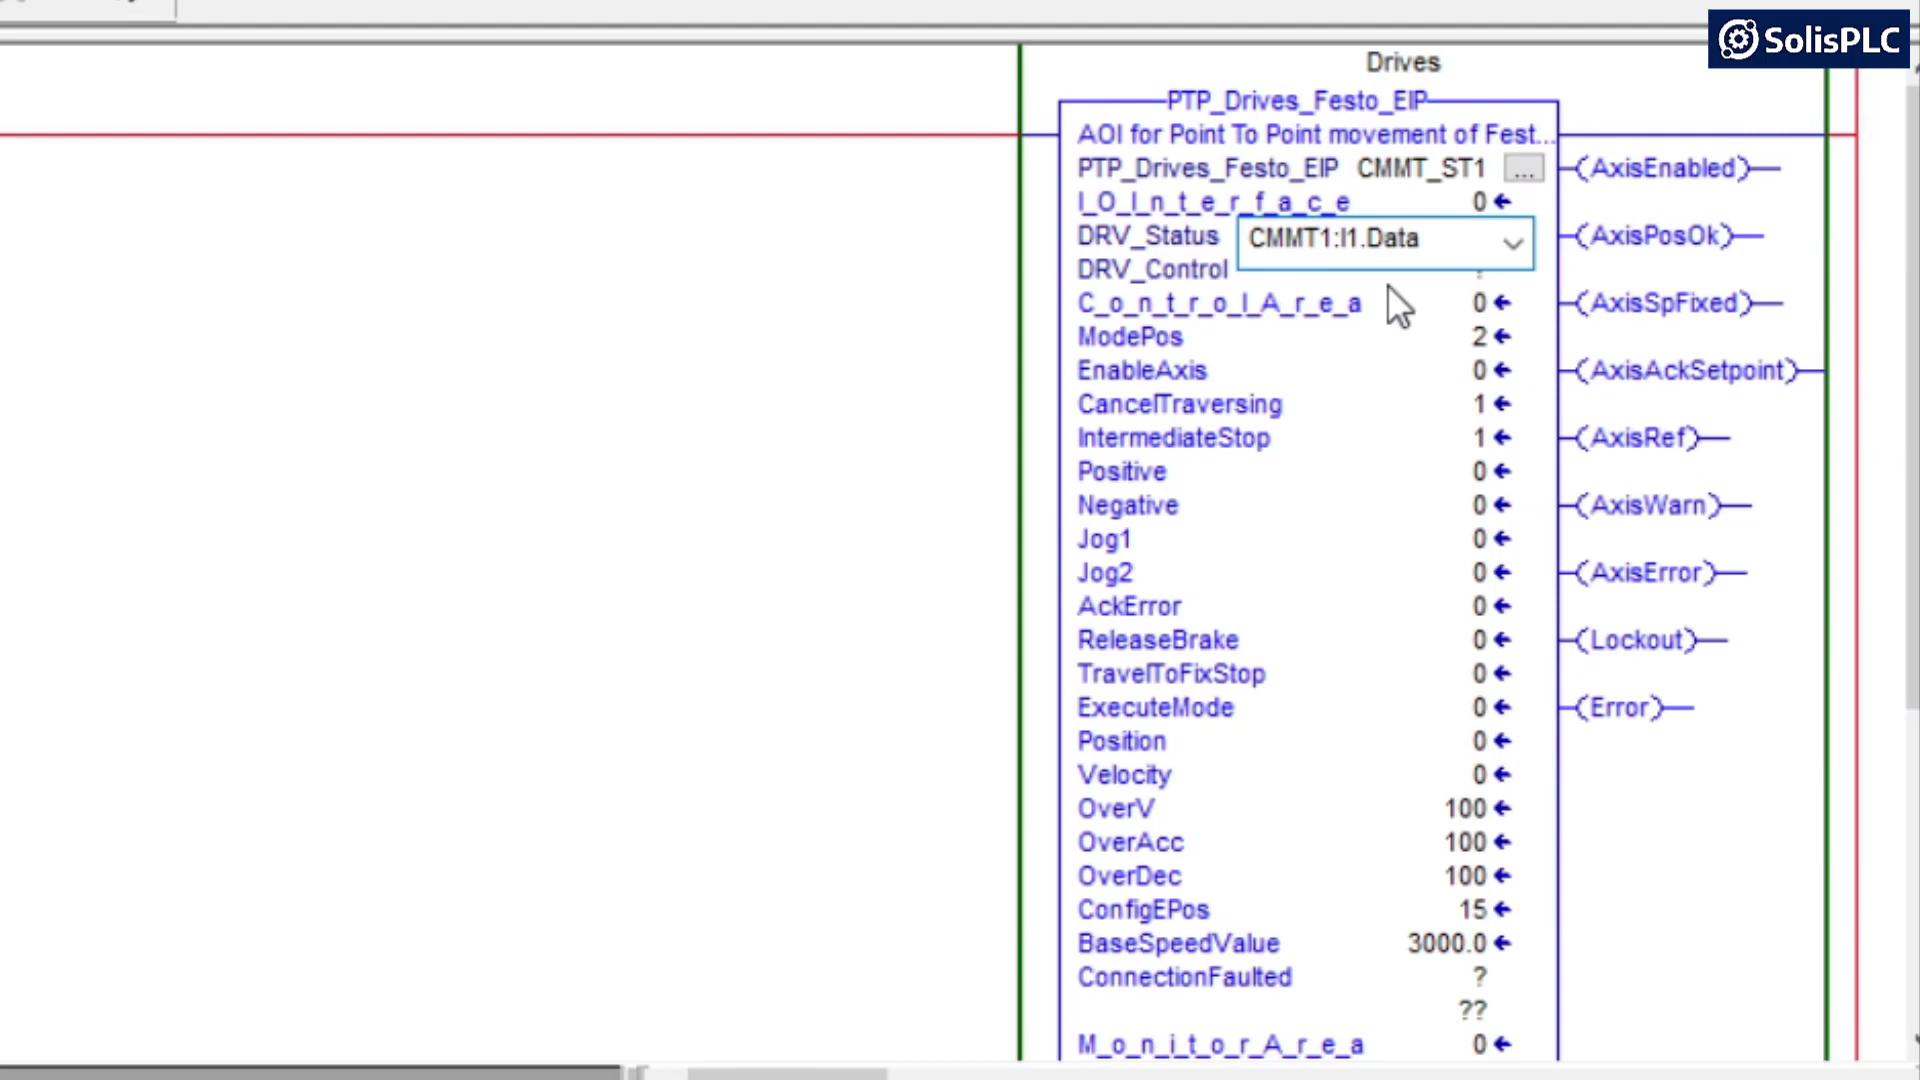 SolisPLC
Drives
PTP_Drives_Festo_EIP
AOI for Point To Point movement of Fest...
PTP_Drives_Festo_EIP CMMT_ST1 ... (AxisEnabled)
I_O_I_n_t_e_r_f_a_c_e 0
DRV_Status CMMT1:I1.Data (AxisPosOk)
DRV_Control
C_o_n_t_r_o_l_A_r_e_a 0 (AxisSpFixed)
ModePos 2
EnableAxis 0 (AxisAckSetpoint)
CancelTraversing 1
IntermediateStop 1 (AxisRef)
Positive 0
Negative 0 (AxisWarn)
Jog1 0
Jog2 0 (AxisError)
AckError 0
ReleaseBrake 0 (Lockout)
TravelToFixStop 0
ExecuteMode 0 (Error)
Position 0
Velocity 0
OverV 100
OverAcc 100
OverDec 100
ConfigEPos 15
BaseSpeedValue 3000.0
ConnectionFaulted ?
??
M_o_n_i_t_o_r_A_r_e_a 0